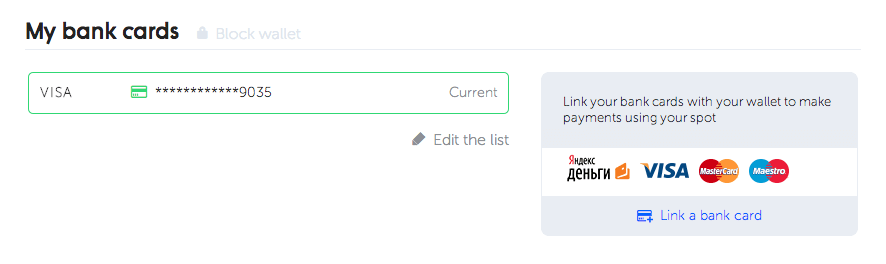 My bank cards
Block wallet
VISA ************9035 Current
Edit the list
Link your bank cards with your wallet to make
payments using your spot
Яндекс
деньги
VISA
MasterCard
Maestro
Link a bank card